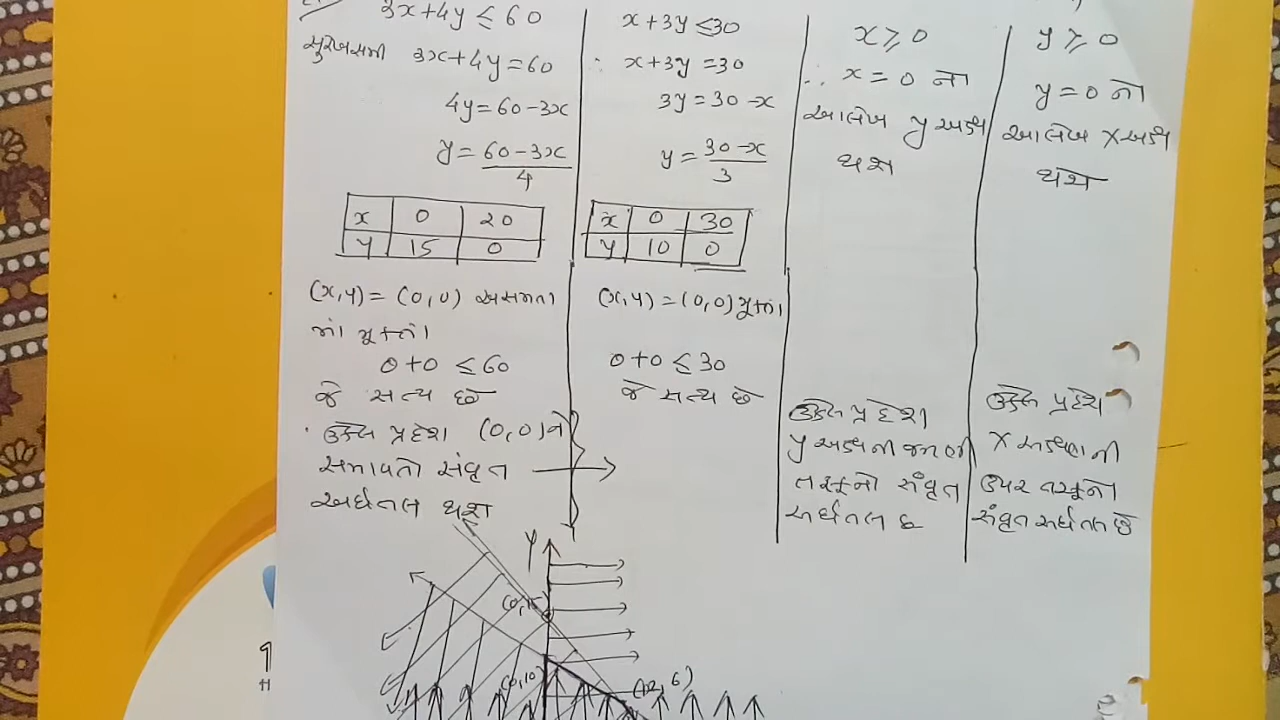 3x+4y ≤ 60
સુરેખસમી 3x+4y=60
4y=60-3x
y= 60-3x / 4
x 0 20
y 15 0
(x,y)= (0,0) અસમતા
માં મૂકતાં
0+0 ≤ 60
જે સત્ય છે
ઉકેલ પ્રદેશ (0,0)ને
સમાવતો સંવૃત
અર્ધતલ થશે
x+3y ≤30
∴ x+3y =30
3y=30-x
y= 30-x / 3
x 0 30
y 10 0
(x,y) =(0,0)મૂકતાં
0+0 ≤ 30
જે સત્ય છે
x ≥ 0
∴ x=0 નો
આલેખ y અક્ષ
થશે
ઉકેલ પ્રદેશ
y અક્ષની જમણી
તરફનો સંવૃત
અર્ધતલ છે
y ≥ 0
y=0 નો
આલેખ x અક્ષ
થશે
ઉકેલ પ્રદેશ
x અક્ષની
ઉપર તરફનો
સંવૃત અર્ધતલ છે
Y
(0,15)
(0,10)
(12,6)